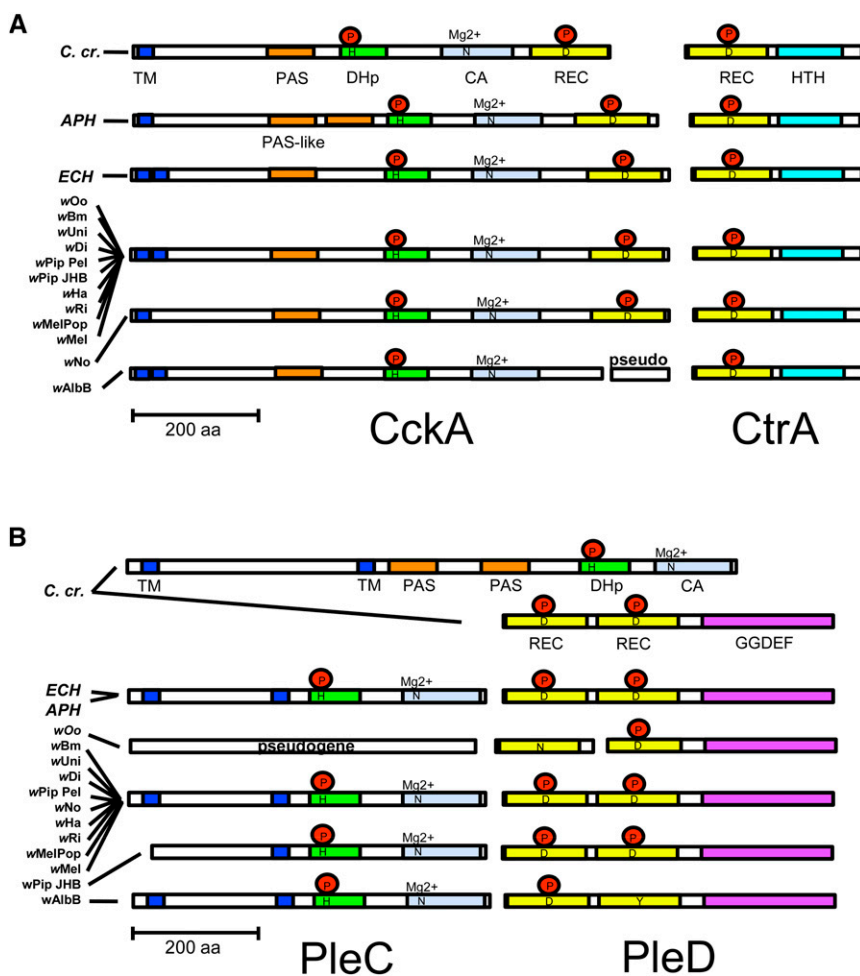 A
P
P
P
Mg2+
C. cr.
H
N
D
D
TM
PAS
DHp
CA
REC
REC
HTH
P
P
P
Mg2+
APH
H
N
D
D
PAS-like
P
P
P
Mg2+
ECH
H
N
D
D
wOo
wBm
wUni
wDi
wPip Pel
wPip JHB
wHa
wRi
wMelPop
wMel
P
P
P
Mg2+
H
N
D
D
P
P
P
Mg2+
H
N
D
D
wNo
P
P
Mg2+
pseudo
H
N
D
wAlbB
200 aa
CckA
CtrA
B
P
Mg2+
H
N
C. cr.
TM
TM
PAS
PAS
DHp
CA
P
P
D
D
REC
REC
GGDEF
P
P
P
Mg2+
ECH
APH
H
N
D
D
P
pseudogene
N
D
wOo
wBm
wUni
wDi
wPip Pel
wNo
wHa
wRi
wMelPop
wMel
P
P
P
Mg2+
H
N
D
D
P
P
P
Mg2+
H
N
D
D
wPip JHB
P
P
Mg2+
wAlbB
H
N
D
Y
200 aa
PleC
PleD